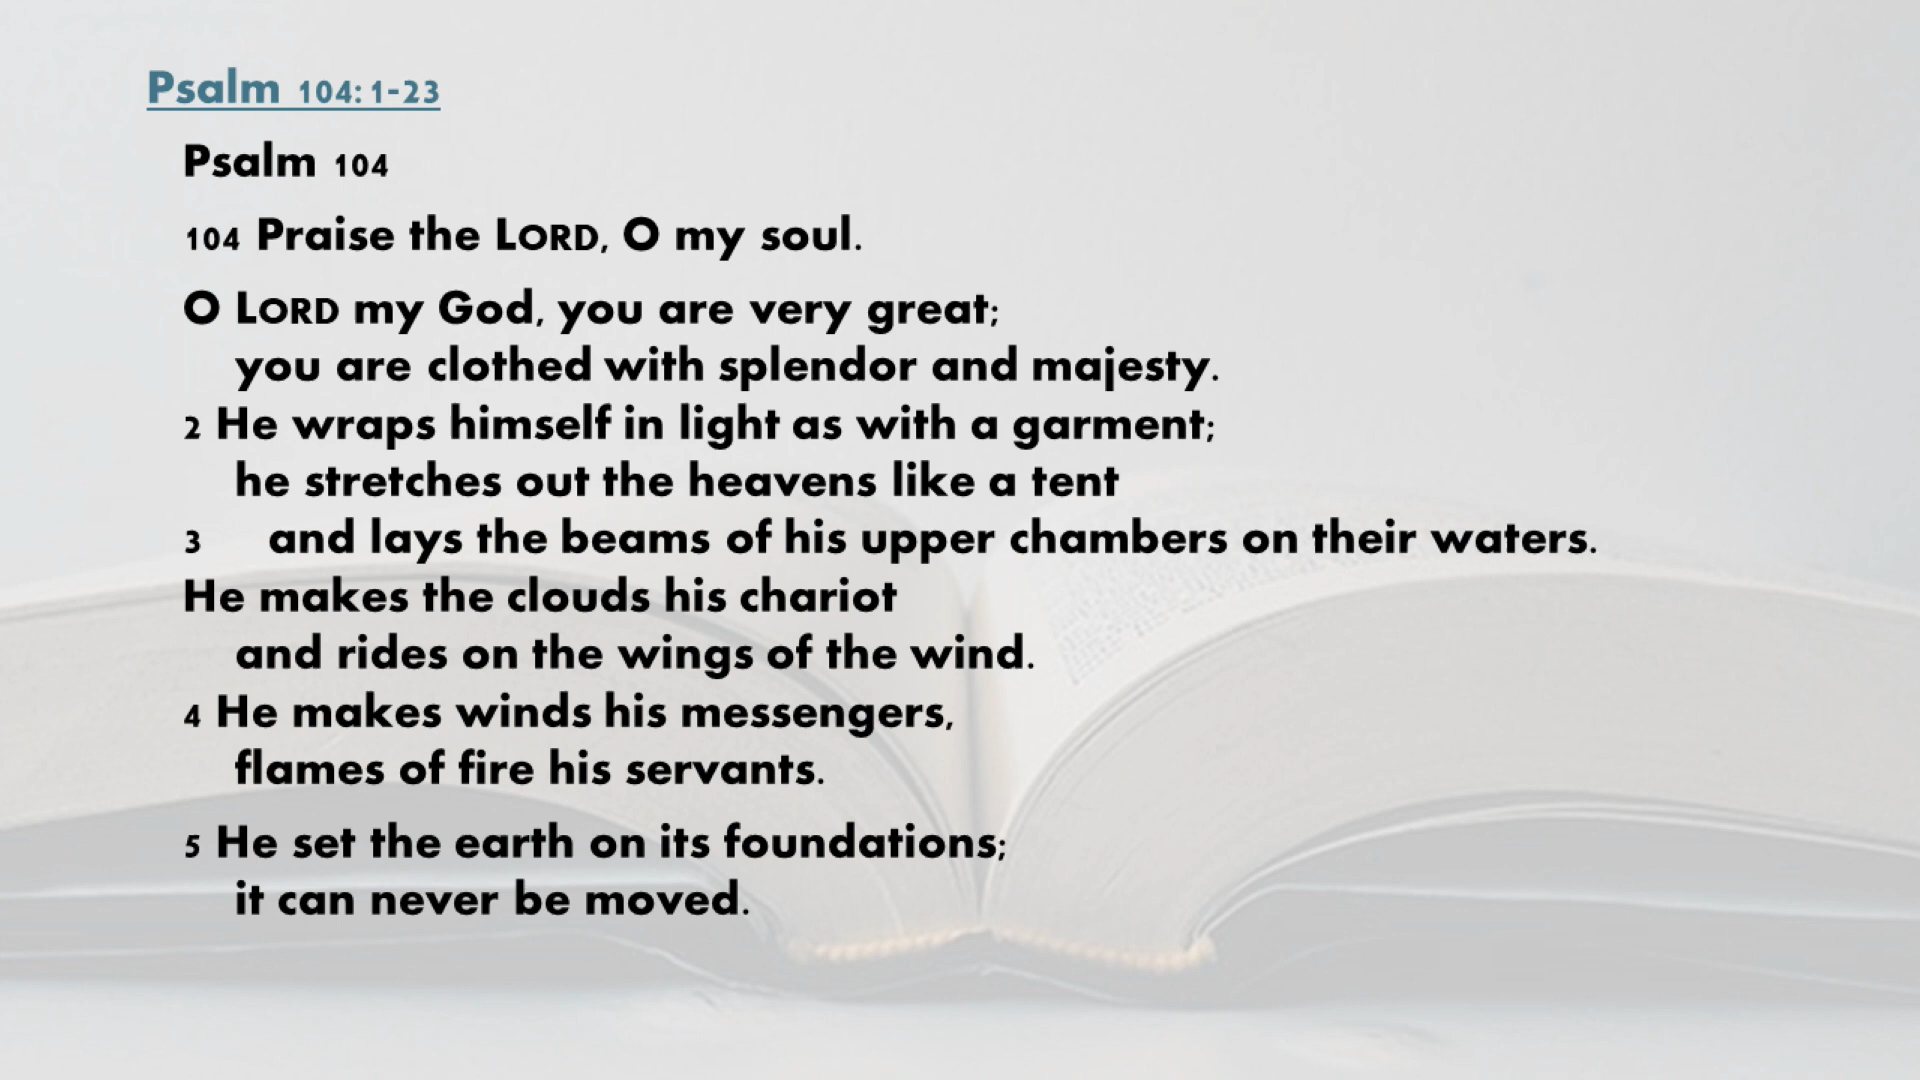 Psalm 104:1-23
Psalm 104
104 Praise the LORD, O my soul.
O LORD my God, you are very great;
you are clothed with splendor and majesty.
2 He wraps himself in light as with a garment;
he stretches out the heavens like a tent
3 and lays the beams of his upper chambers on their waters.
He makes the clouds his chariot
and rides on the wings of the wind.
4 He makes winds his messengers,
flames of fire his servants.
5 He set the earth on its foundations;
it can never be moved.